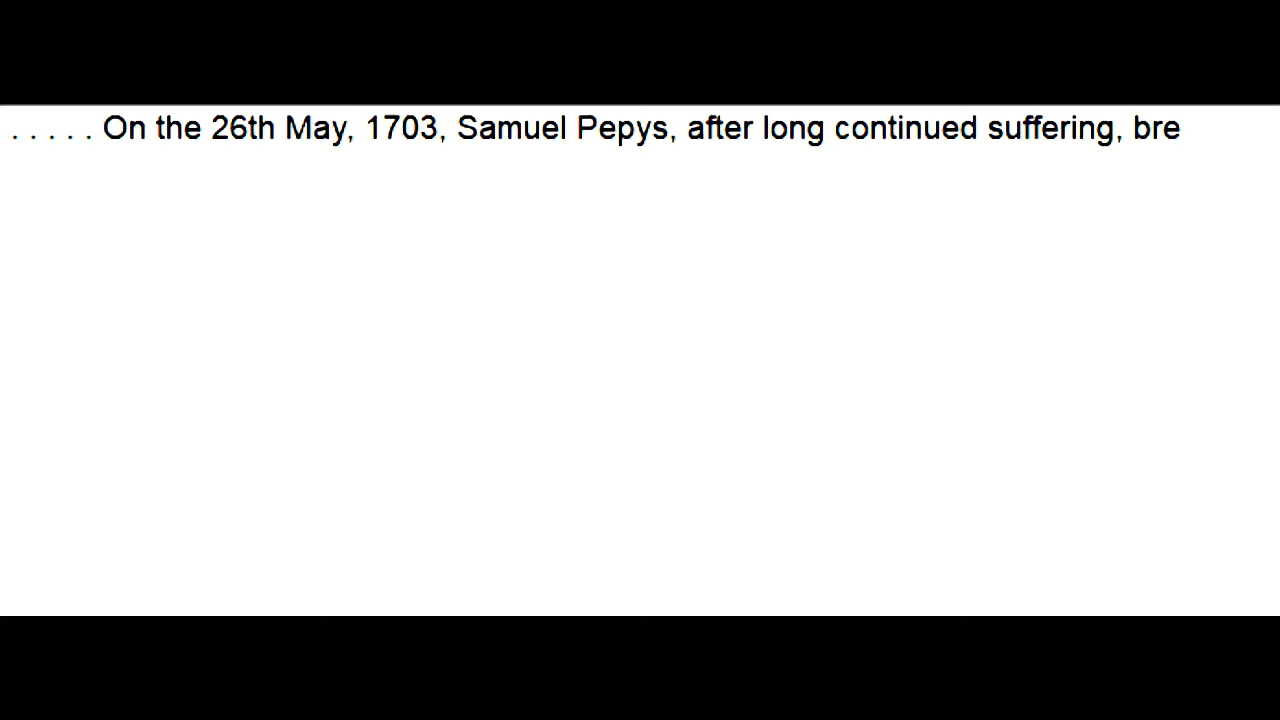 . . . . . On the 26th May, 1703, Samuel Pepys, after long continued suffering, bre